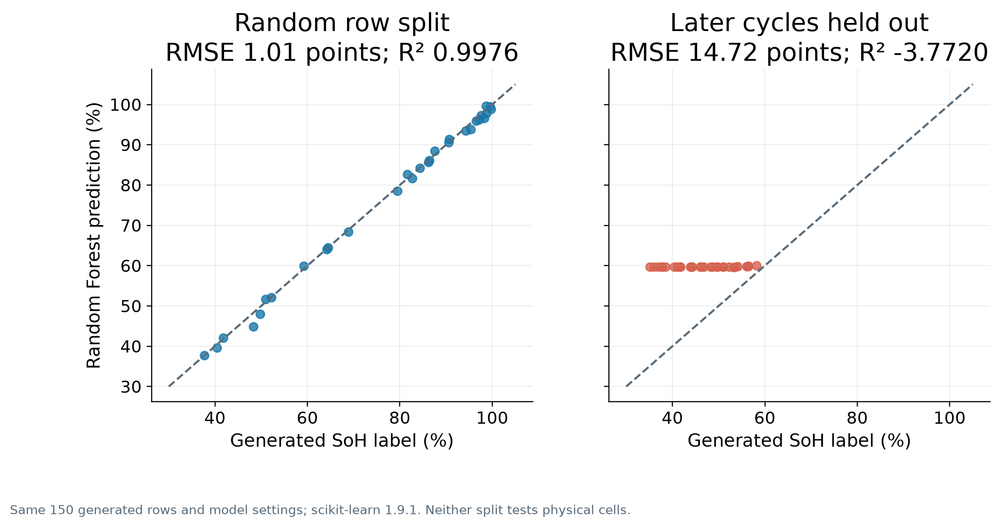 Random row split
RMSE 1.01 points; R² 0.9976
Random Forest prediction (%)
100
90
80
70
60
50
40
30
40 60 80 100
Generated SoH label (%)
Later cycles held out
RMSE 14.72 points; R² -3.7720
40 60 80 100
Generated SoH label (%)
Same 150 generated rows and model settings; scikit-learn 1.9.1. Neither split tests physical cells.